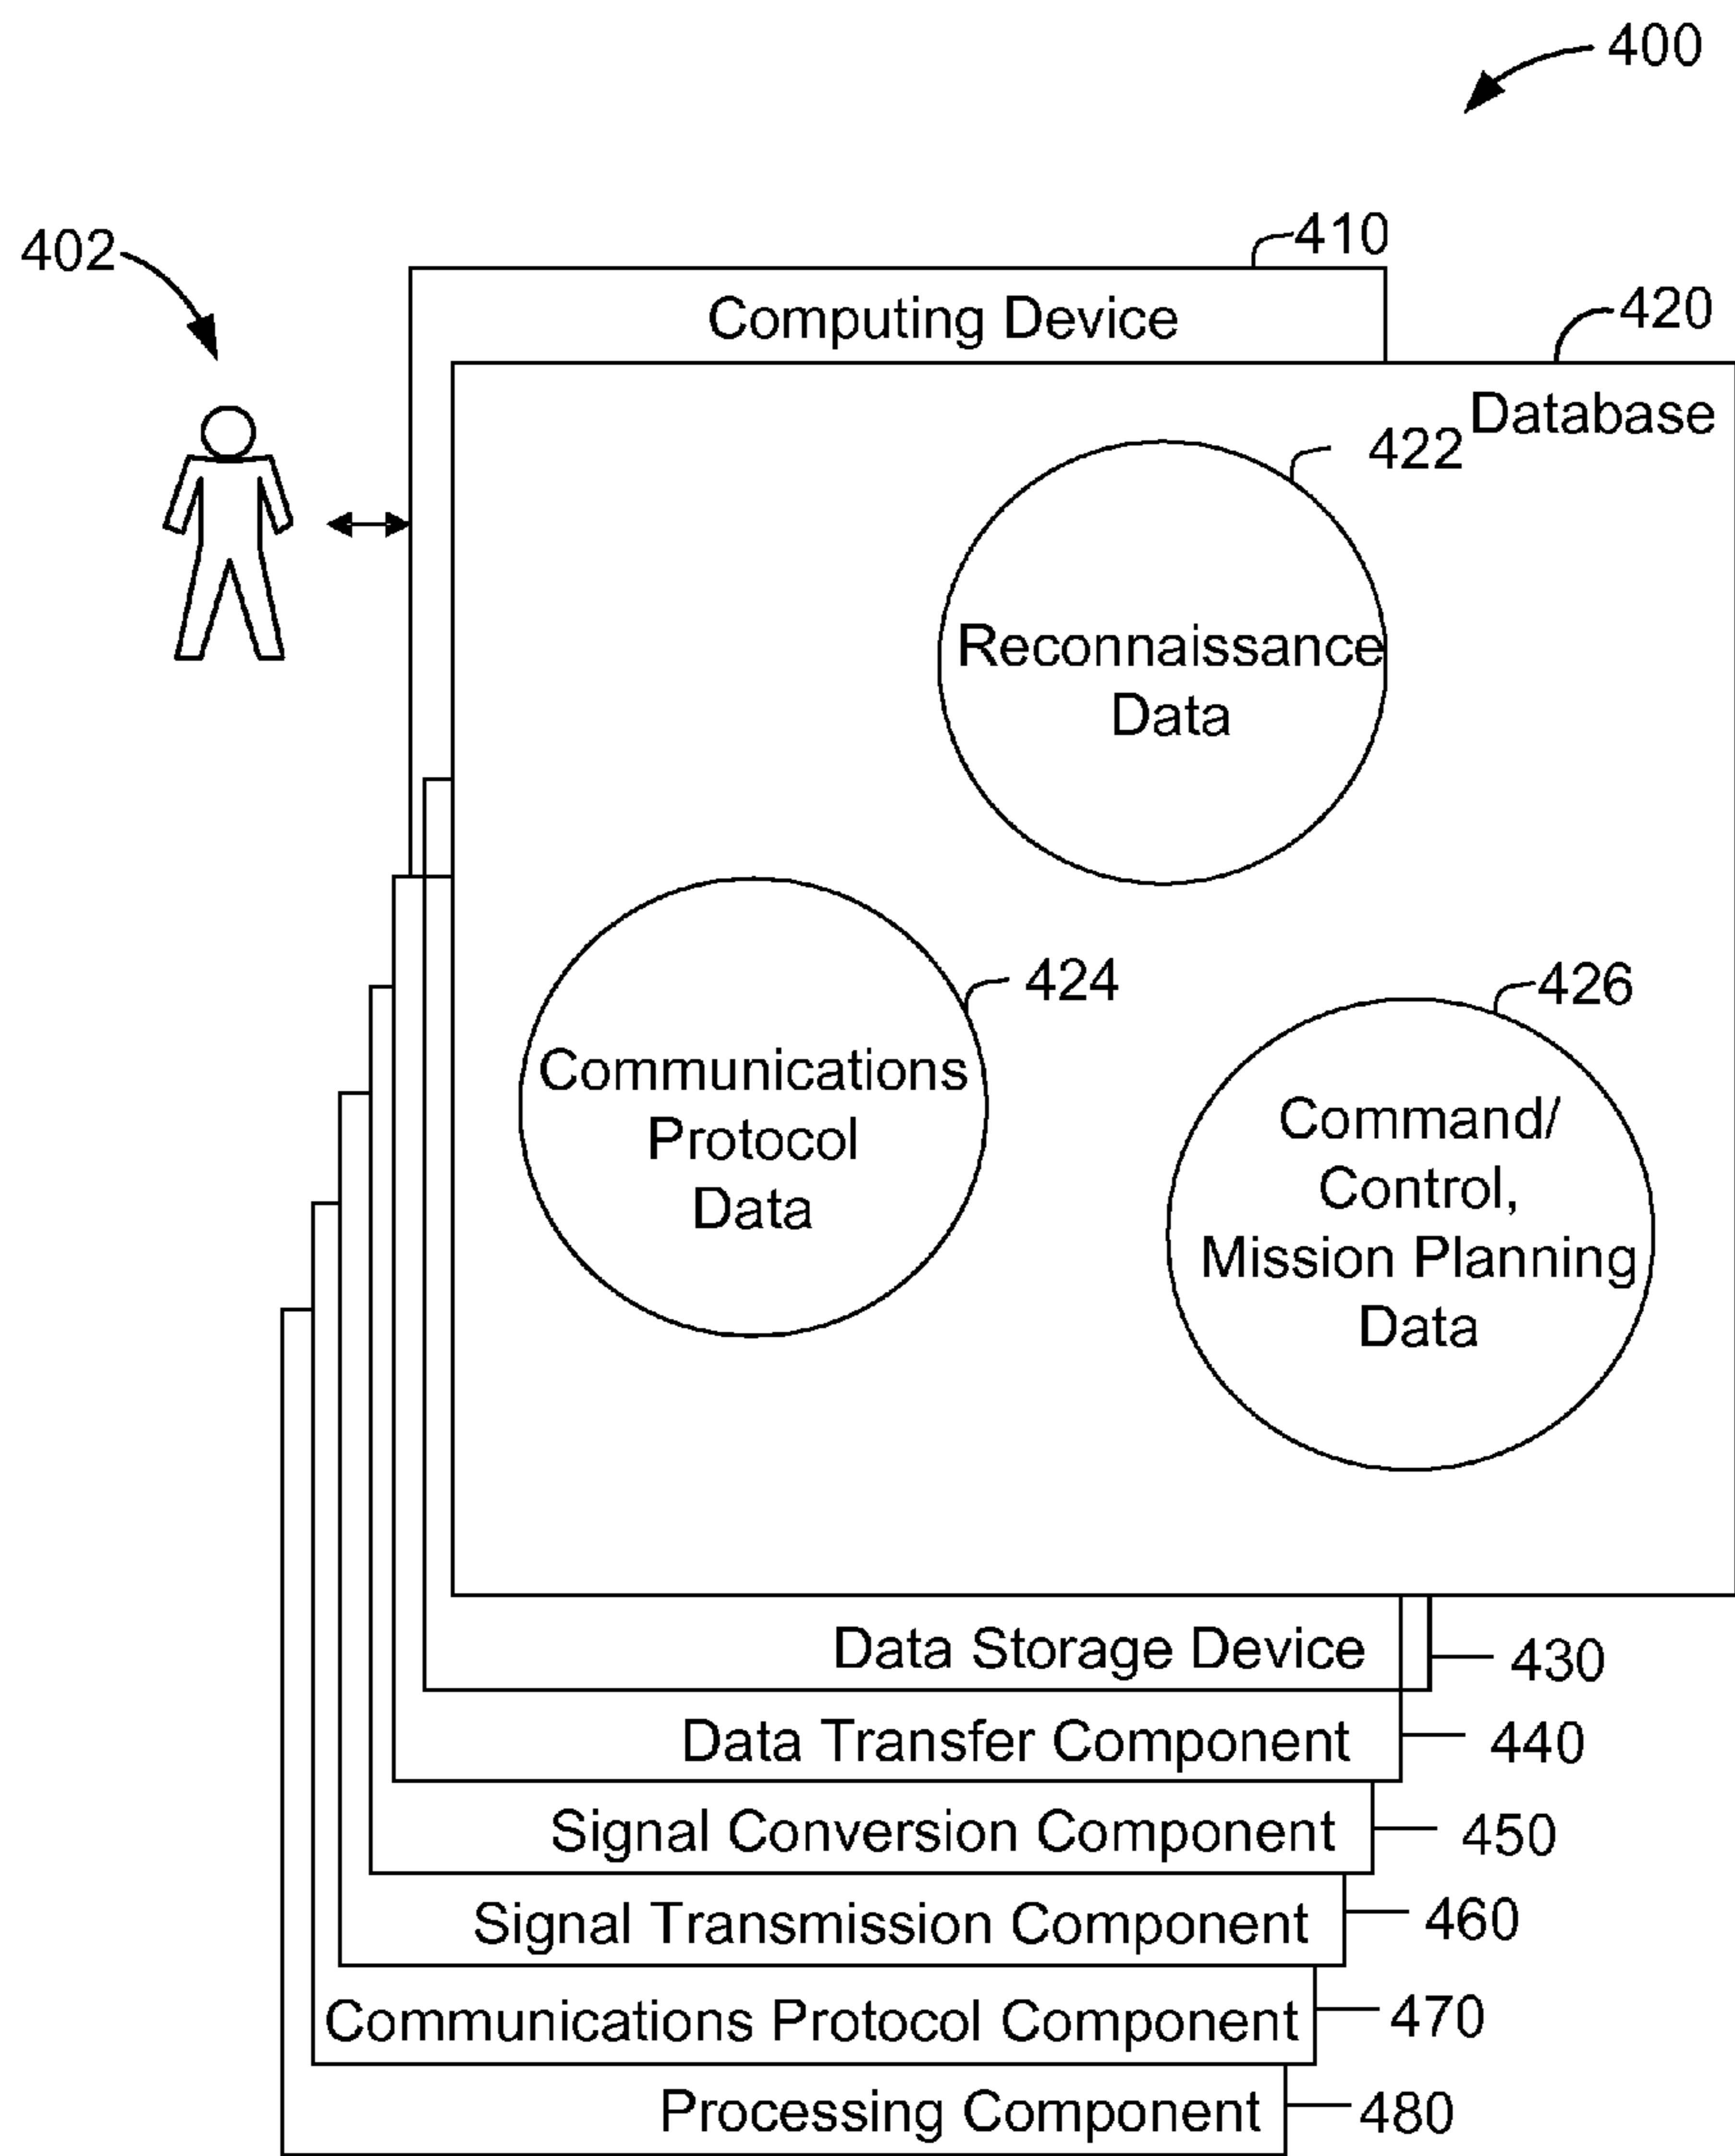 400
402
410
Computing Device
420
Database
422
Reconnaissance
Data
424
Communications
Protocol
Data
426
Command/
Control,
Mission Planning
Data
Data Storage Device
430
Data Transfer Component
440
Signal Conversion Component
450
Signal Transmission Component
460
Communications Protocol Component
470
Processing Component
480